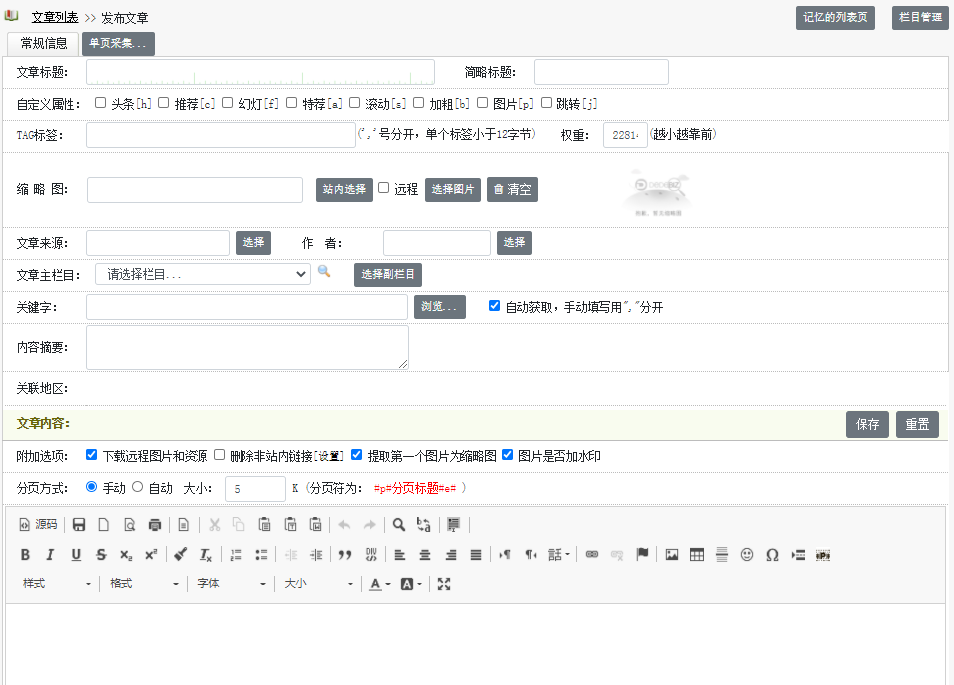 文章列表 >> 发布文章 记忆的列表页 栏目管理
常规信息 单页采集...
文章标题： 简略标题：
自定义属性： 头条[h] 推荐[c] 幻灯[f] 特荐[a] 滚动[s] 加粗[b] 图片[p] 跳转[j]
TAG标签： (','号分开，单个标签小于12字节) 权重： 2281 (越小越靠前)
缩 略 图： 站内选择 远程 选择图片 清空
文章来源： 选择 作 者： 选择
文章主栏目： 请选择栏目... 选择副栏目
关键字： 浏览... 自动获取，手动填写用","分开
内容摘要：
关联地区：
文章内容： 保存 重置
附加选项： 下载远程图片和资源 删除非站内链接[设置] 提取第一个图片为缩略图 图片是否加水印
分页方式： 手动 自动 大小： 5 K (分页符为： #p#分页标题#e# )
源码
样式 格式 字体 大小